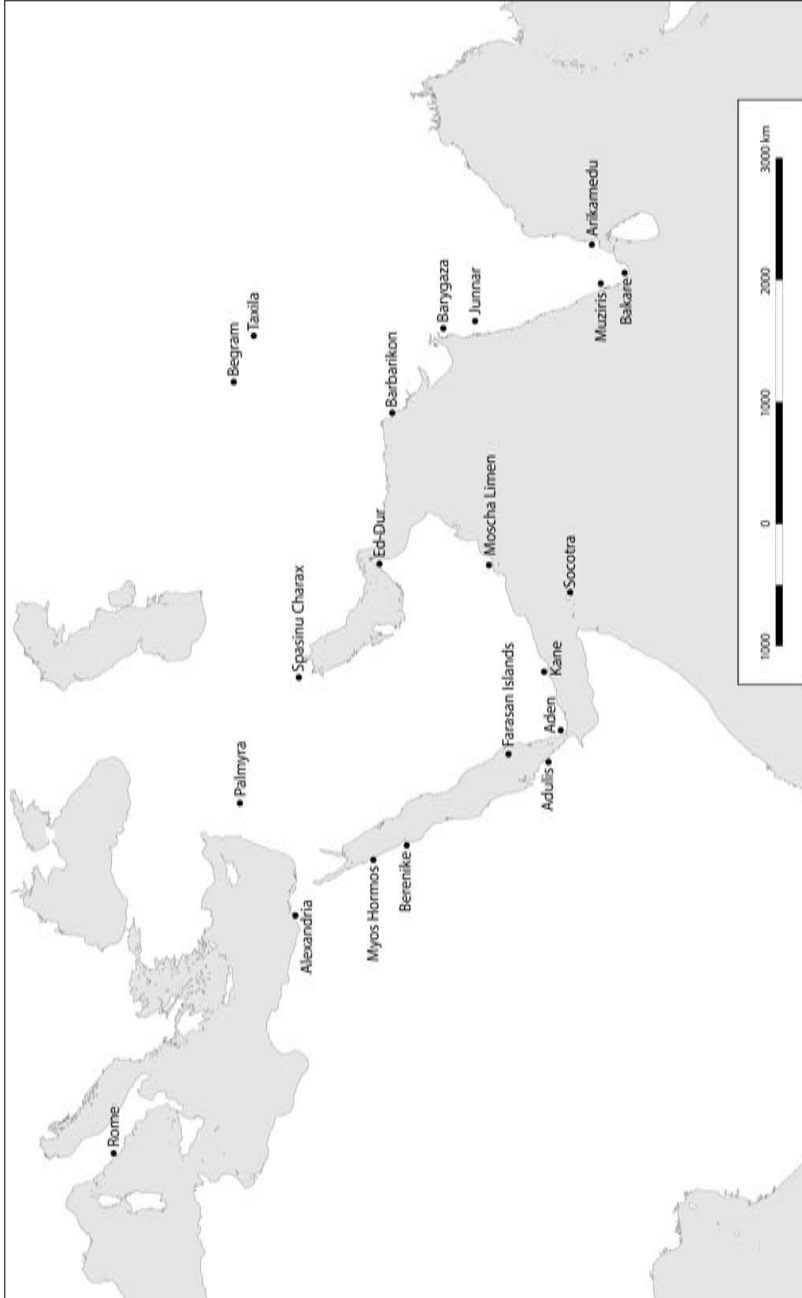 Rome
Palmyra
Alexandria
Begram
Taxila
Spasinu Charax
Myos Hormos
Berenike
Ed-Dur
Barbarikon
Barygaza
Junnar
Farasan Islands
Moscha Limen
Adulis
Aden
Kane
Socotra
Muziris
Bakare
Arikamedu
1000
0
1000
2000
3000 km